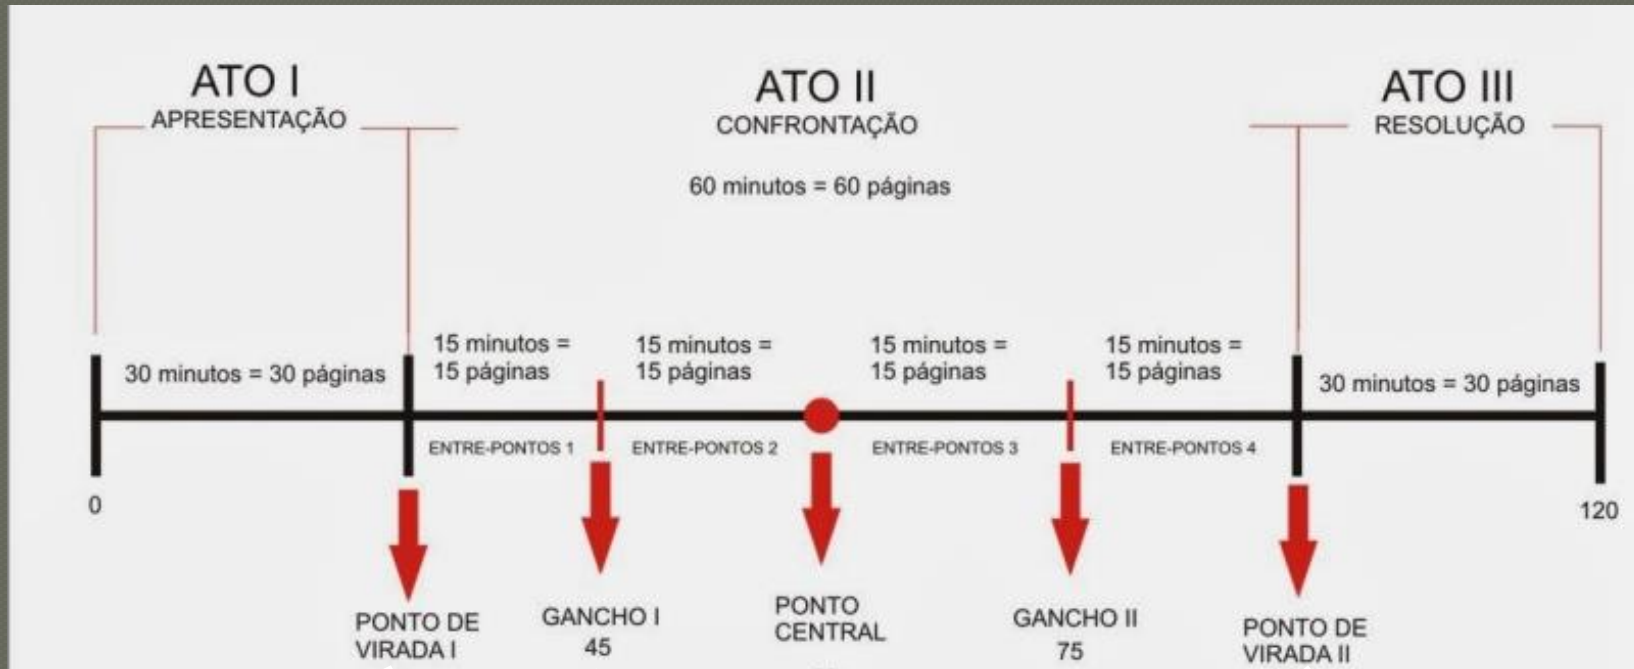 ATO I
APRESENTAÇÃO
ATO II
CONFRONTAÇÃO
60 minutos = 60 páginas
ATO III
RESOLUÇÃO
30 minutos = 30 páginas
15 minutos =
15 páginas
15 minutos =
15 páginas
15 minutos =
15 páginas
15 minutos =
15 páginas
30 minutos = 30 páginas
ENTRE-PONTOS 1
ENTRE-PONTOS 2
ENTRE-PONTOS 3
ENTRE-PONTOS 4
0
120
PONTO DE
VIRADA I
GANCHO I
45
PONTO
CENTRAL
GANCHO II
75
PONTO DE
VIRADA II